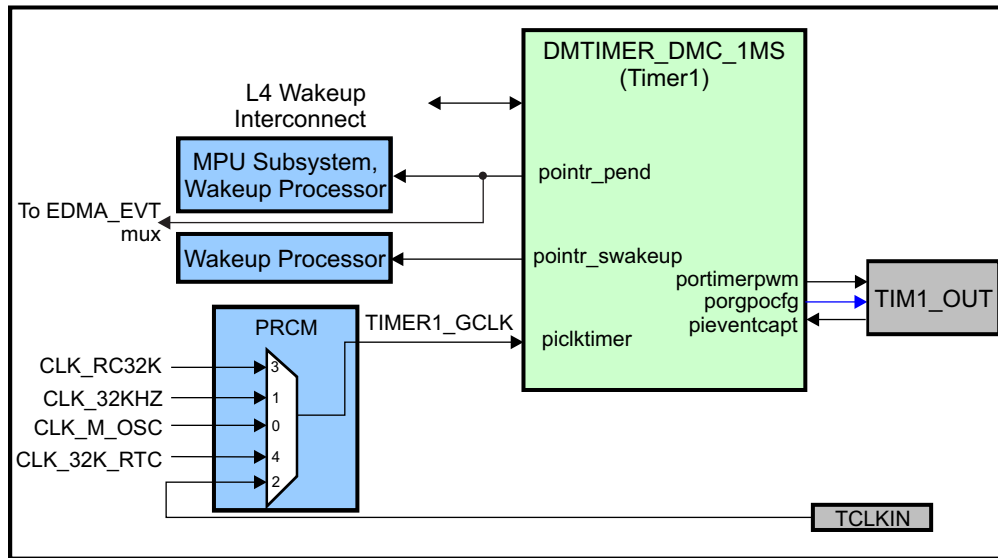 DMTIMER_DMC_1MS
(Timer1)
L4 Wakeup
Interconnect
MPU Subsystem,
Wakeup Processor
pointr_pend
To EDMA_EVT
mux
Wakeup Processor
pointr_swakeup
portimerpwm
porgpocfg
pieventcapt
TIM1_OUT
PRCM
TIMER1_GCLK
piclktimer
CLK_RC32K
3
CLK_32KHZ
1
CLK_M_OSC
0
CLK_32K_RTC
4
2
TCLKIN